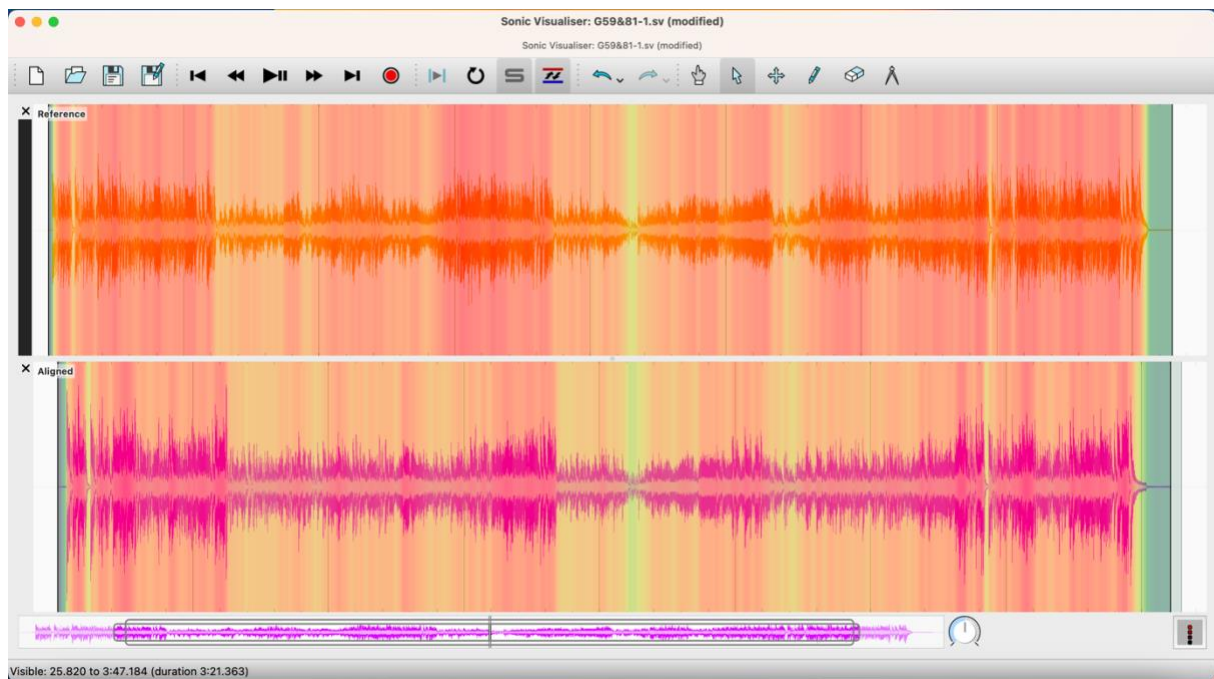 Sonic Visualiser: G59&81-1.sv (modified)
Sonic Visualiser: G59&81-1.sv (modified)
Reference
Aligned
Visible: 25.820 to 3:47.184 (duration 3:21.363)